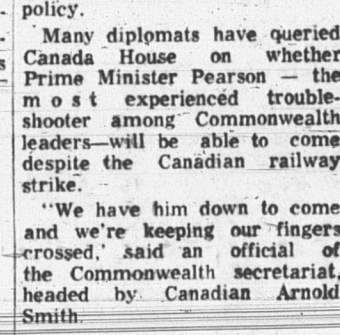 policy.
Many diplomats have queried
Canada House on whether
Prime Minister Pearson — the
most experienced trouble-
shooter among Commonwealth
leaders—will be able to come
despite the Canadian railway
strike.
"We have him down to come
and we're keeping our fingers
crossed,' said an official of
the Commonwealth secretariat,
headed by Canadian Arnold
Smith.